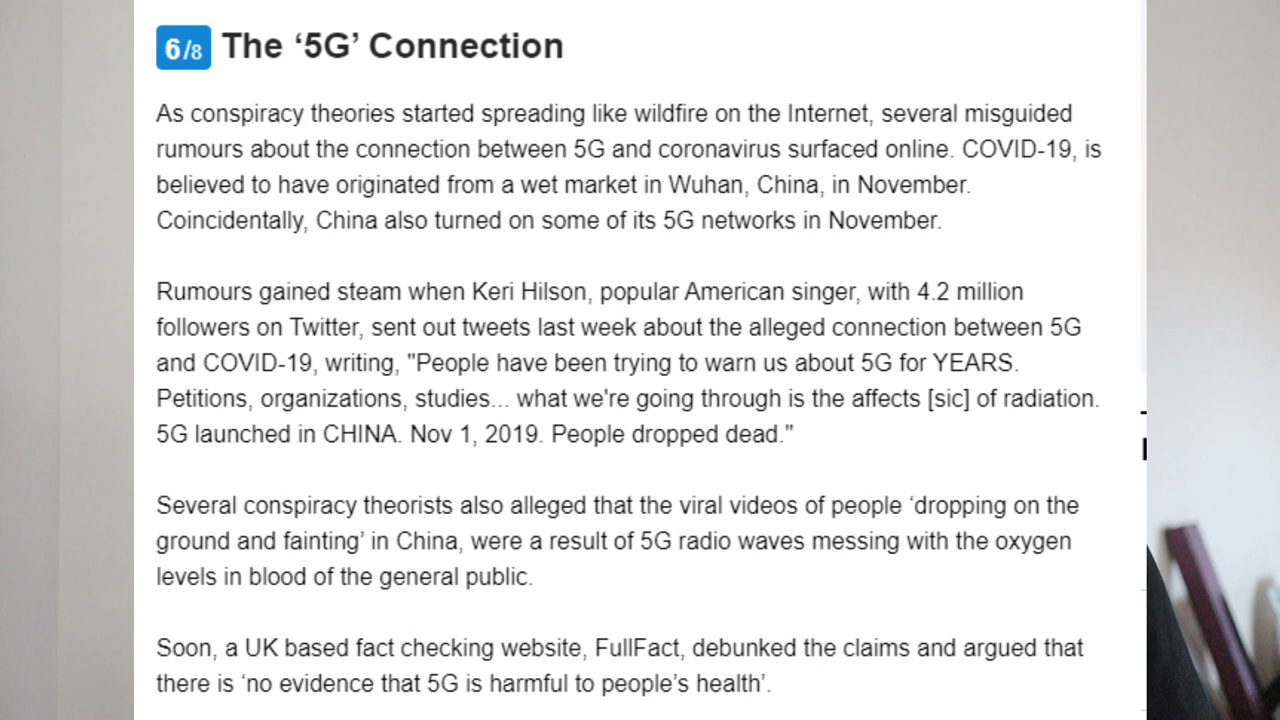 6/8 The ‘5G’ Connection
As conspiracy theories started spreading like wildfire on the Internet, several misguided
rumours about the connection between 5G and coronavirus surfaced online. COVID-19, is
believed to have originated from a wet market in Wuhan, China, in November.
Coincidentally, China also turned on some of its 5G networks in November.
Rumours gained steam when Keri Hilson, popular American singer, with 4.2 million
followers on Twitter, sent out tweets last week about the alleged connection between 5G
and COVID-19, writing, "People have been trying to warn us about 5G for YEARS.
Petitions, organizations, studies... what we're going through is the affects [sic] of radiation.
5G launched in CHINA. Nov 1, 2019. People dropped dead."
Several conspiracy theorists also alleged that the viral videos of people ‘dropping on the
ground and fainting’ in China, were a result of 5G radio waves messing with the oxygen
levels in blood of the general public.
Soon, a UK based fact checking website, FullFact, debunked the claims and argued that
there is ‘no evidence that 5G is harmful to people’s health’.